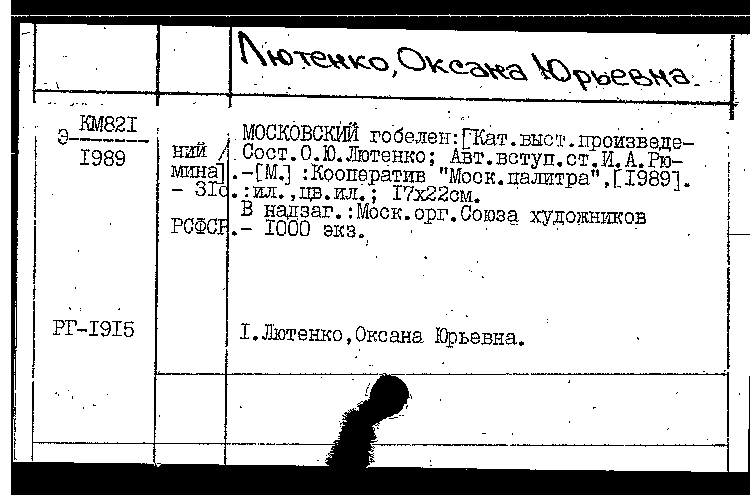 Лютенко, Оксана Юрьевна.
Э КМ82I
I989
МОСКОВСКИЙ гобелен:[Кат.выст.произведе-
ний / Сост.О.Ю.Лютенко; Авт.вступ.ст.И.А.Рю-
мина].-[М.] :Кооператив "Моск.палитра",[I989].
- 3Iс.:ил.,цв.ил.; I7х22см.
В надзаг.:Моск.орг.Союза художников
РСФСР.- I000 экз.
РГ-I9I5
I.Лютенко,Оксана Юрьевна.